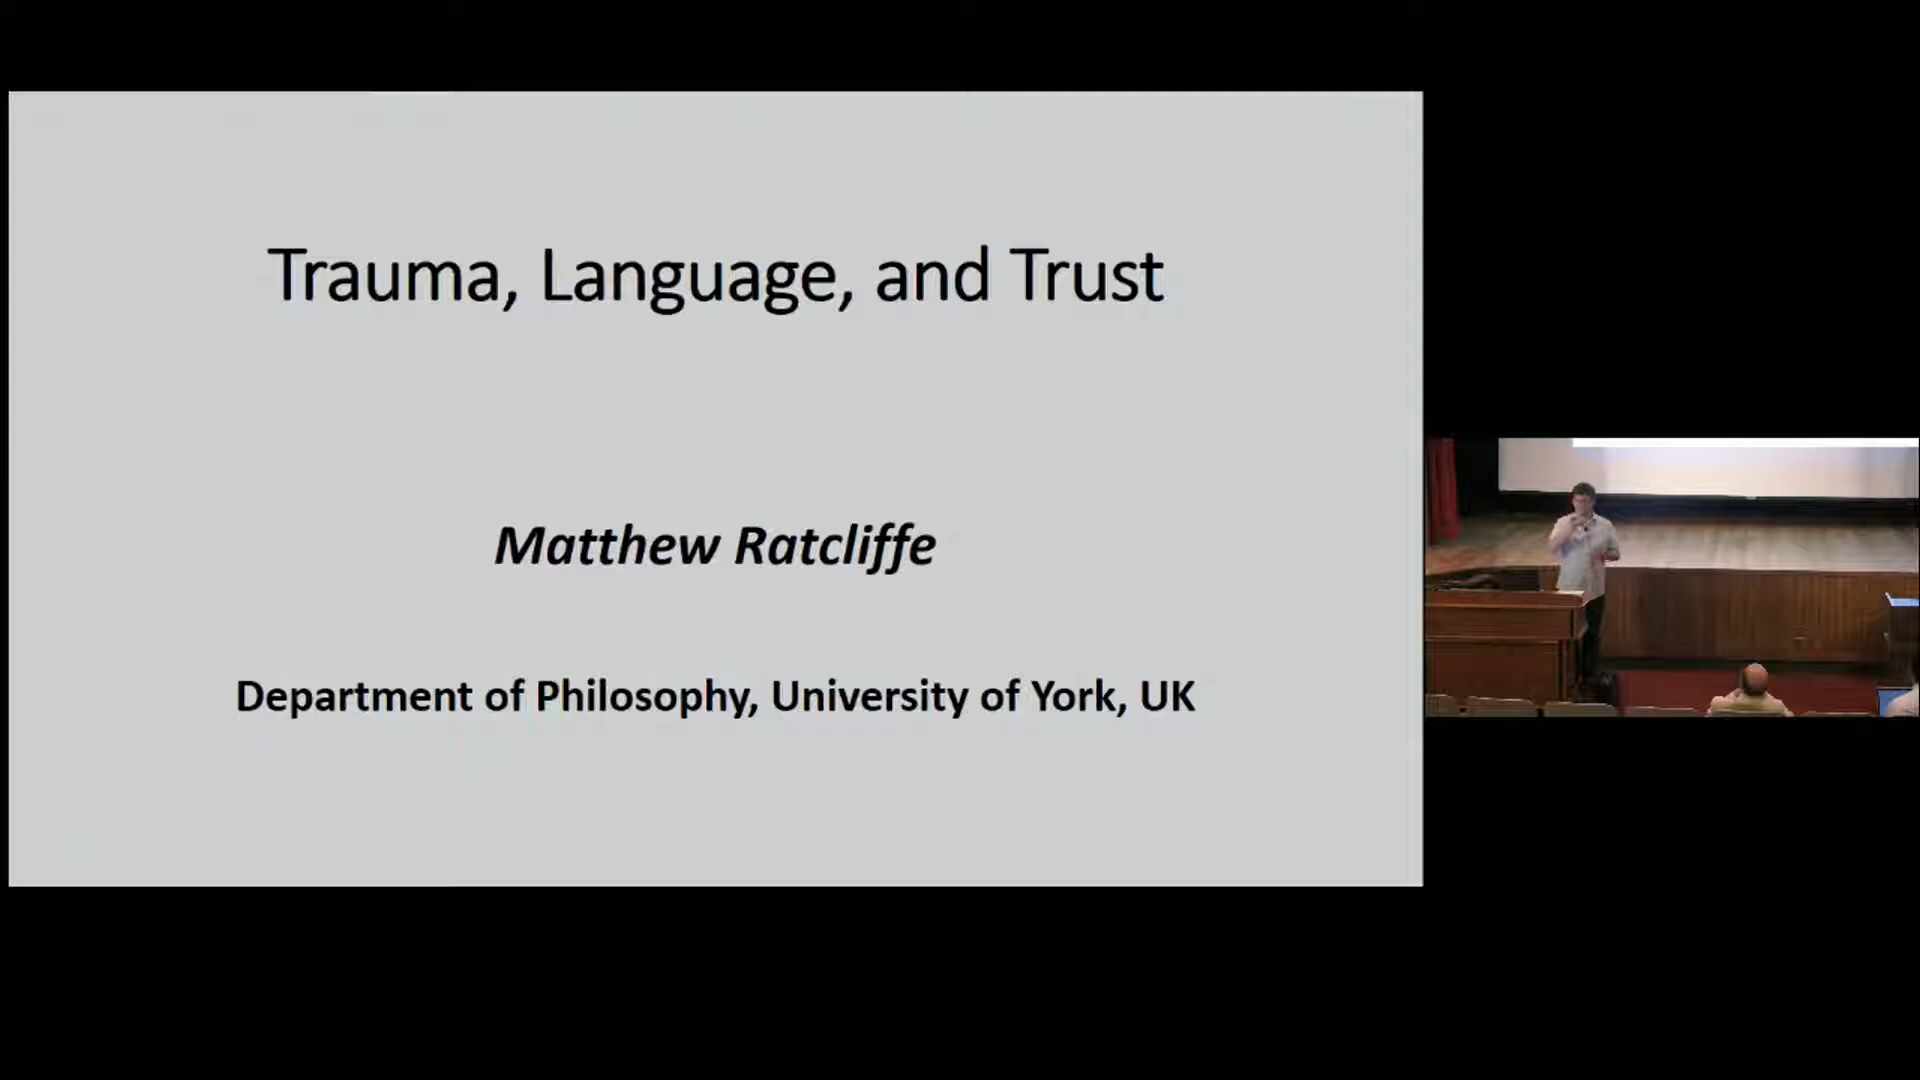 Trauma, Language, and Trust
Matthew Ratcliffe
Department of Philosophy, University of York, UK